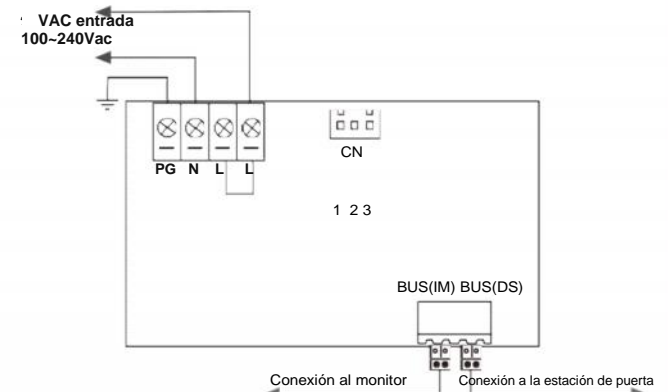 VAC entrada
100~240Vac
PG N L L
CN
1 2 3
BUS(IM) BUS(DS)
Conexión al monitor
Conexión a la estación de puerta